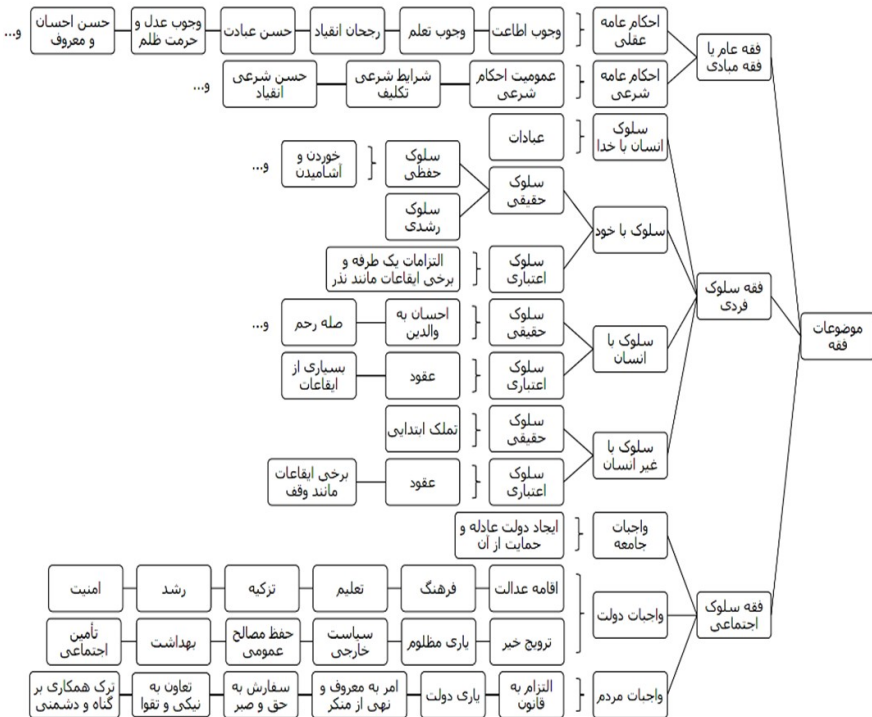 موضوعات
فقه
فقه عام یا
فقه مبادی
احکام عامه
عقلی
وجوب اطاعت
وجوب تعلم
رجحان انقیاد
حسن عبادت
وجوب عدل و
حرمت ظلم
حسن احسان
و معروف
و...
احکام عامه
شرعی
عمومیت احکام
شرعی
شرایط شرعی
تکلیف
حسن شرعی
انقیاد
و...
فقه سلوک
فردی
سلوک
انسان با خدا
عبادات
سلوک با خود
سلوک
حقیقی
سلوک
حفظی
خوردن و
آشامیدن
و...
سلوک
رشدی
سلوک
اعتباری
التزامات یک طرفه و
برخی ایقاعات مانند نذر
سلوک با
انسان
سلوک
حقیقی
احسان به
والدین
صله رحم
و...
سلوک
اعتباری
عقود
بسیاری از
ایقاعات
سلوک با
غیر انسان
سلوک
حقیقی
تملک ابتدایی
سلوک
اعتباری
عقود
برخی ایقاعات
مانند وقف
فقه سلوک
اجتماعی
واجبات
جامعه
ایجاد دولت عادله و
حمایت از آن
واجبات دولت
اقامه عدالت
فرهنگ
تعلیم
تزکیه
رشد
امنیت
ترویج خیر
یاری مظلوم
سیاست
خارجی
حفظ مصالح
عمومی
بهداشت
تأمین
اجتماعی
واجبات مردم
التزام به
قانون
یاری دولت
امر به معروف و
نهی از منکر
سفارش به
حق و صبر
تعاون به
نیکی و تقوا
ترک همکاری بر
گناه و دشمنی